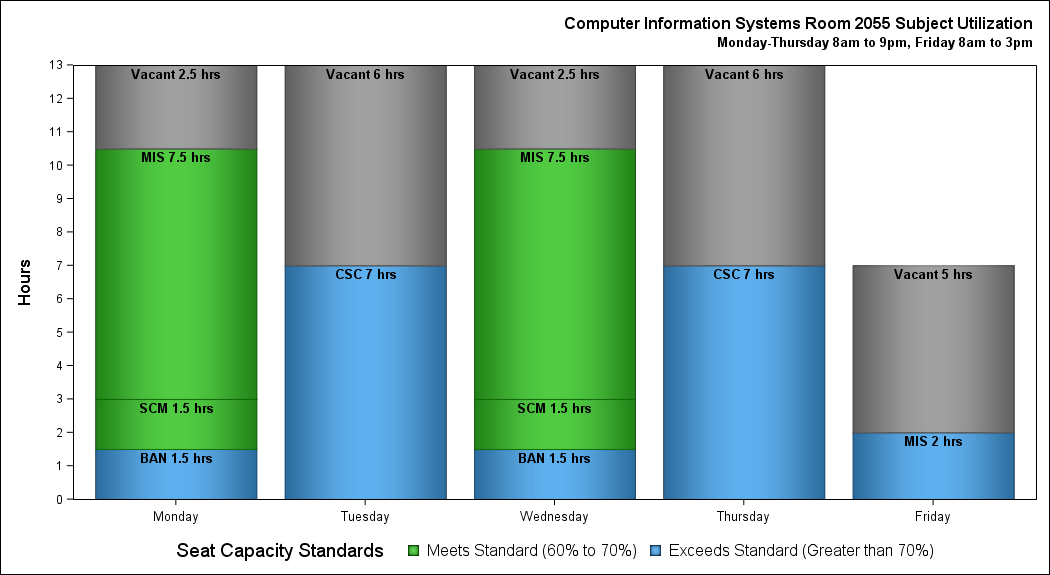 Computer Information Systems Room 2055 Subject Utilization
Monday-Thursday 8am to 9pm, Friday 8am to 3pm
Hours
13
12
11
10
9
8
7
6
5
4
3
2
1
0
Vacant 2.5 hrs
MIS 7.5 hrs
SCM 1.5 hrs
BAN 1.5 hrs
Vacant 6 hrs
CSC 7 hrs
Vacant 2.5 hrs
MIS 7.5 hrs
SCM 1.5 hrs
BAN 1.5 hrs
Vacant 6 hrs
CSC 7 hrs
Vacant 5 hrs
MIS 2 hrs
Monday Tuesday Wednesday Thursday Friday
Seat Capacity Standards Meets Standard (60% to 70%) Exceeds Standard (Greater than 70%)